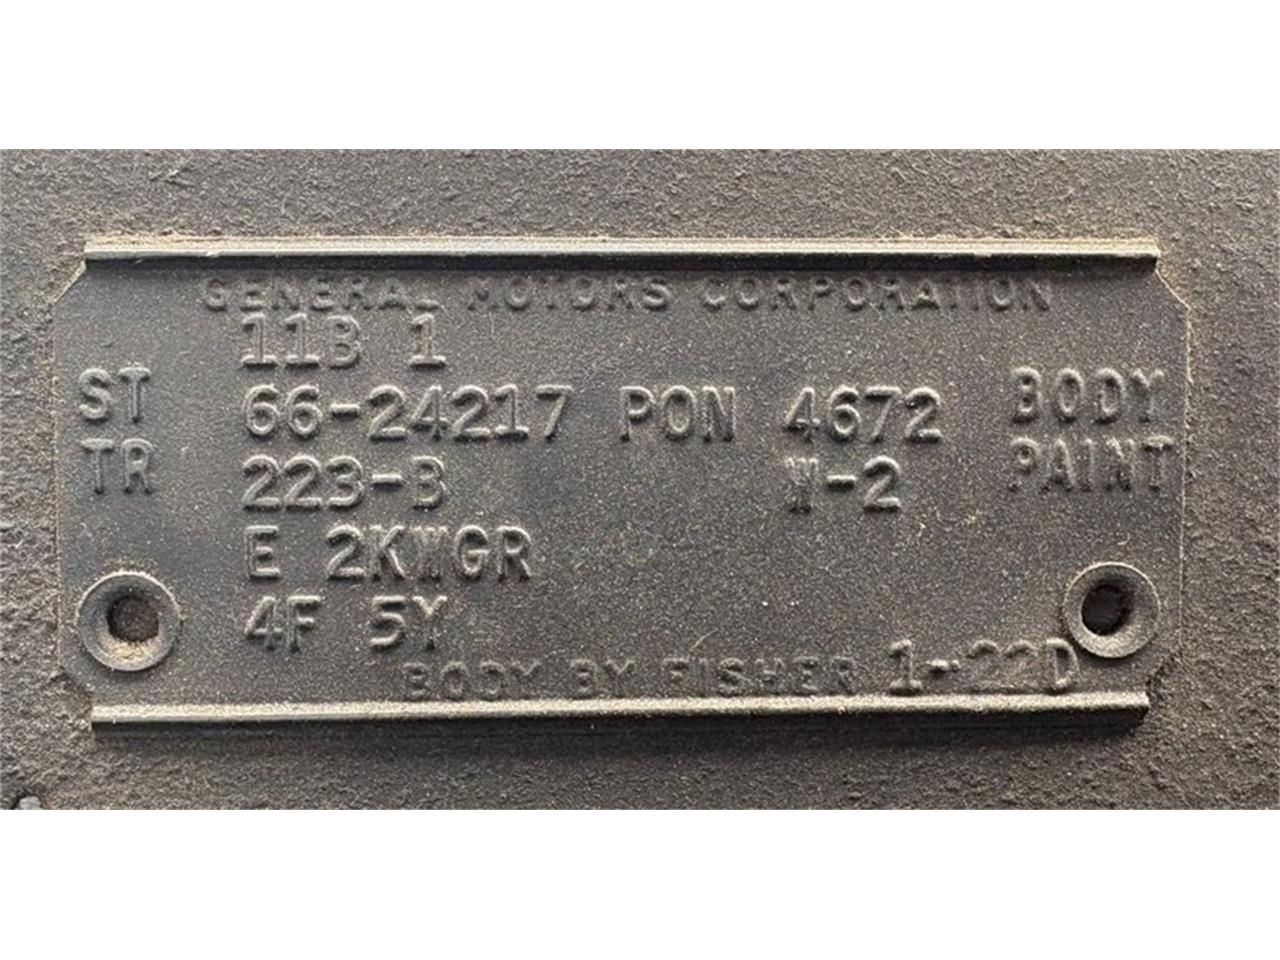 GENERAL MOTORS CORPORATION
11B 1
ST 66-24217 PON 4672 BODY
TR 223-B W-2 PAINT
E 2KWGR
4F 5Y
BODY BY FISHER 1-22D